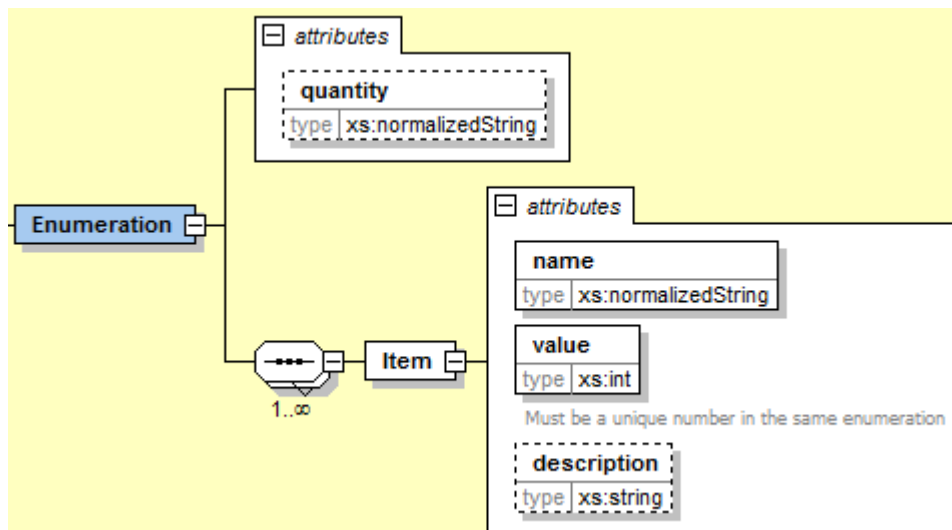 attributes
quantity
type xs:normalizedString
Enumeration
attributes
name
type xs:normalizedString
value
type xs:int
Must be a unique number in the same enumeration
Item
1..∞
description
type xs:string